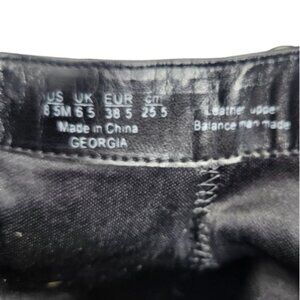 US UK EUR cm
8 5M 6 5 38 5 25 5
Made in China
GEORGIA
Leather upper
Balance man made